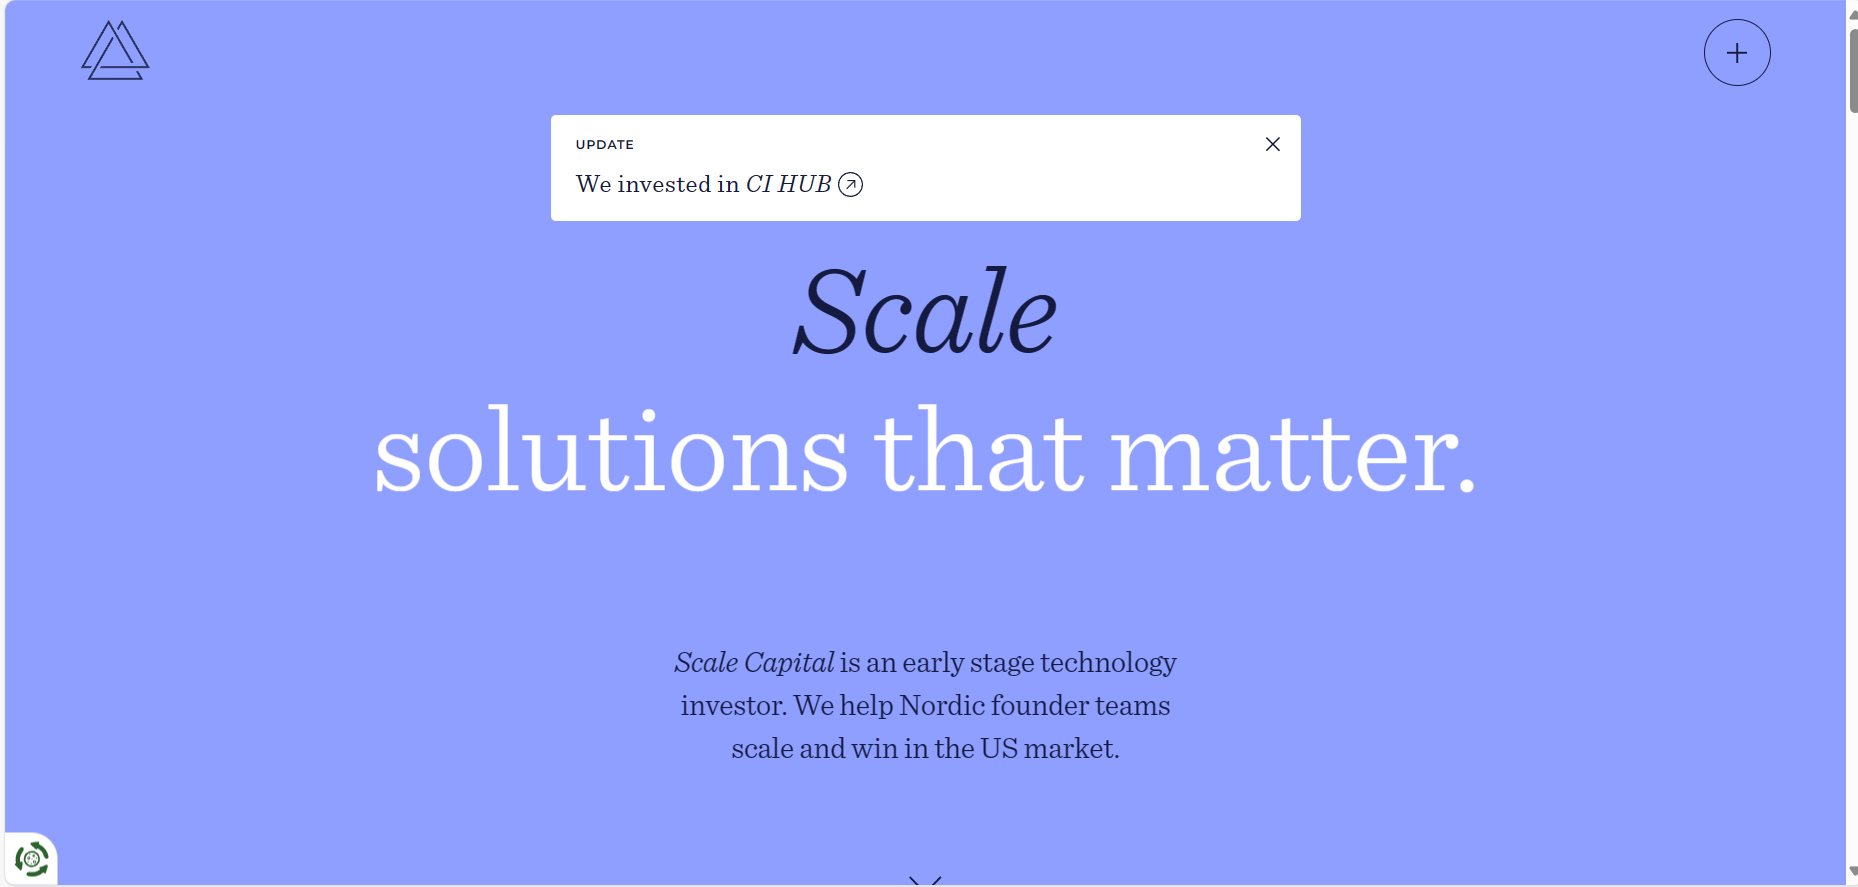 UPDATE
We invested in CI HUB
Scale
solutions that matter.
Scale Capital is an early stage technology
investor. We help Nordic founder teams
scale and win in the US market.